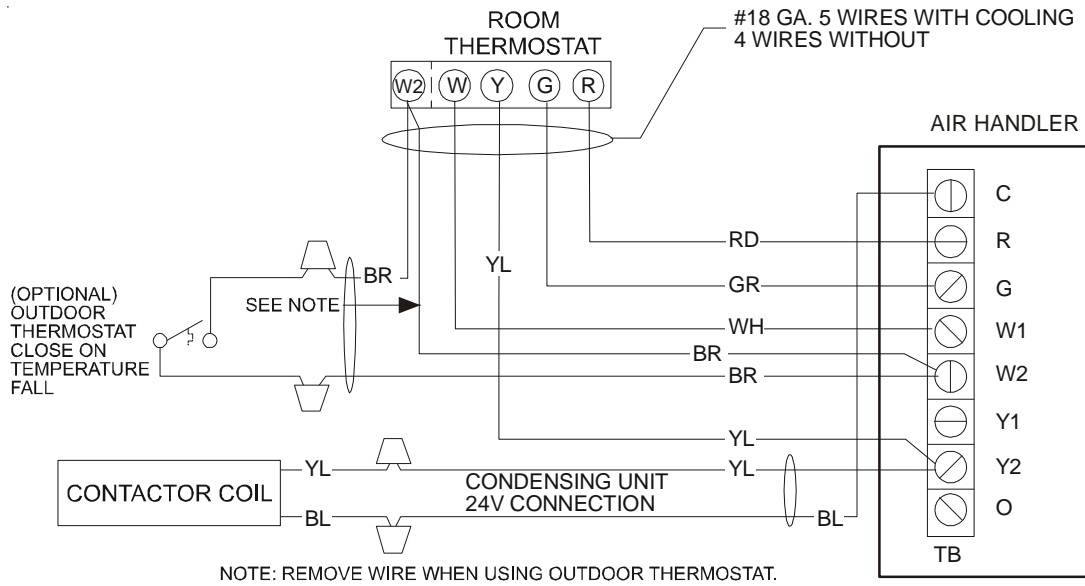 ROOM
THERMOSTAT
#18 GA. 5 WIRES WITH COOLING
4 WIRES WITHOUT
W2 W Y G R
AIR HANDLER
C
RD
R
YL
BR
GR
G
(OPTIONAL)
OUTDOOR
THERMOSTAT
CLOSE ON
TEMPERATURE
FALL
SEE NOTE
WH
W1
BR
BR
W2
Y1
YL
YL
YL
Y2
CONTACTOR COIL
CONDENSING UNIT
24V CONNECTION
BL
BL
O
TB
NOTE: REMOVE WIRE WHEN USING OUTDOOR THERMOSTAT.